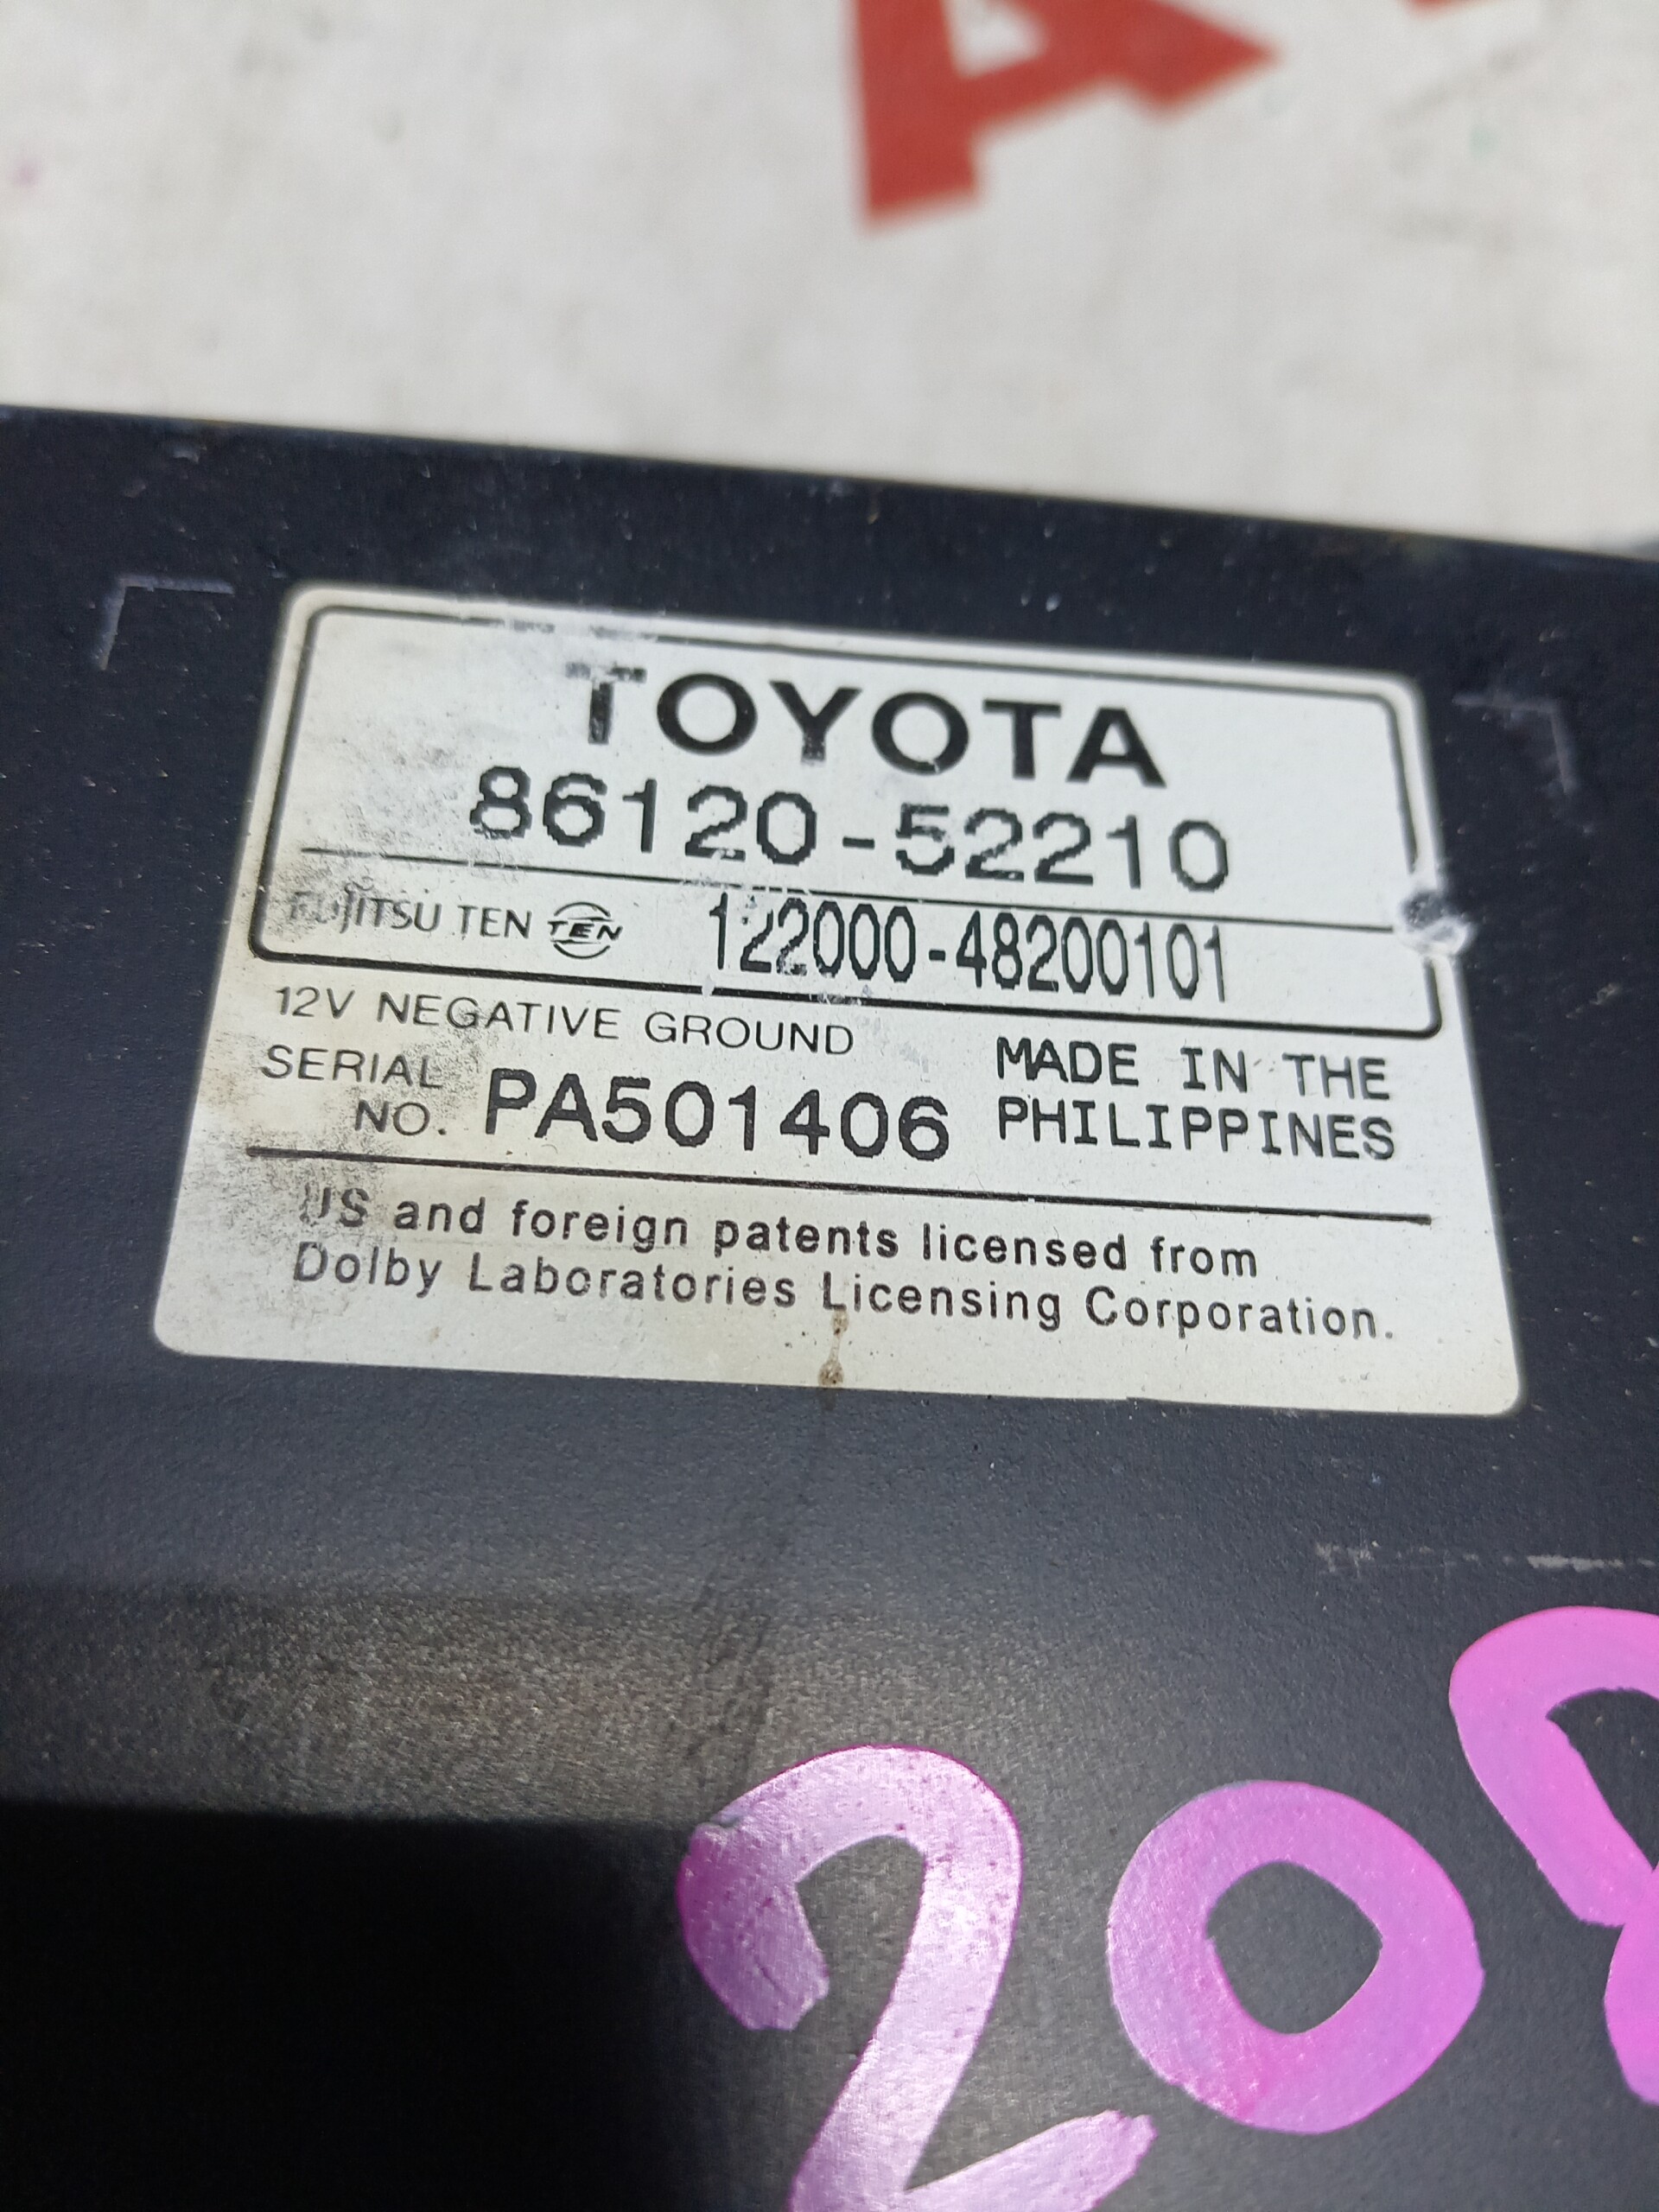 TOYOTA
86120-52210
FUJITSU TEN TEN 122000-48200101
12V NEGATIVE GROUND
SERIAL NO. PA501406
MADE IN THE
PHILIPPINES
US and foreign patents licensed from
Dolby Laboratories Licensing Corporation.
208